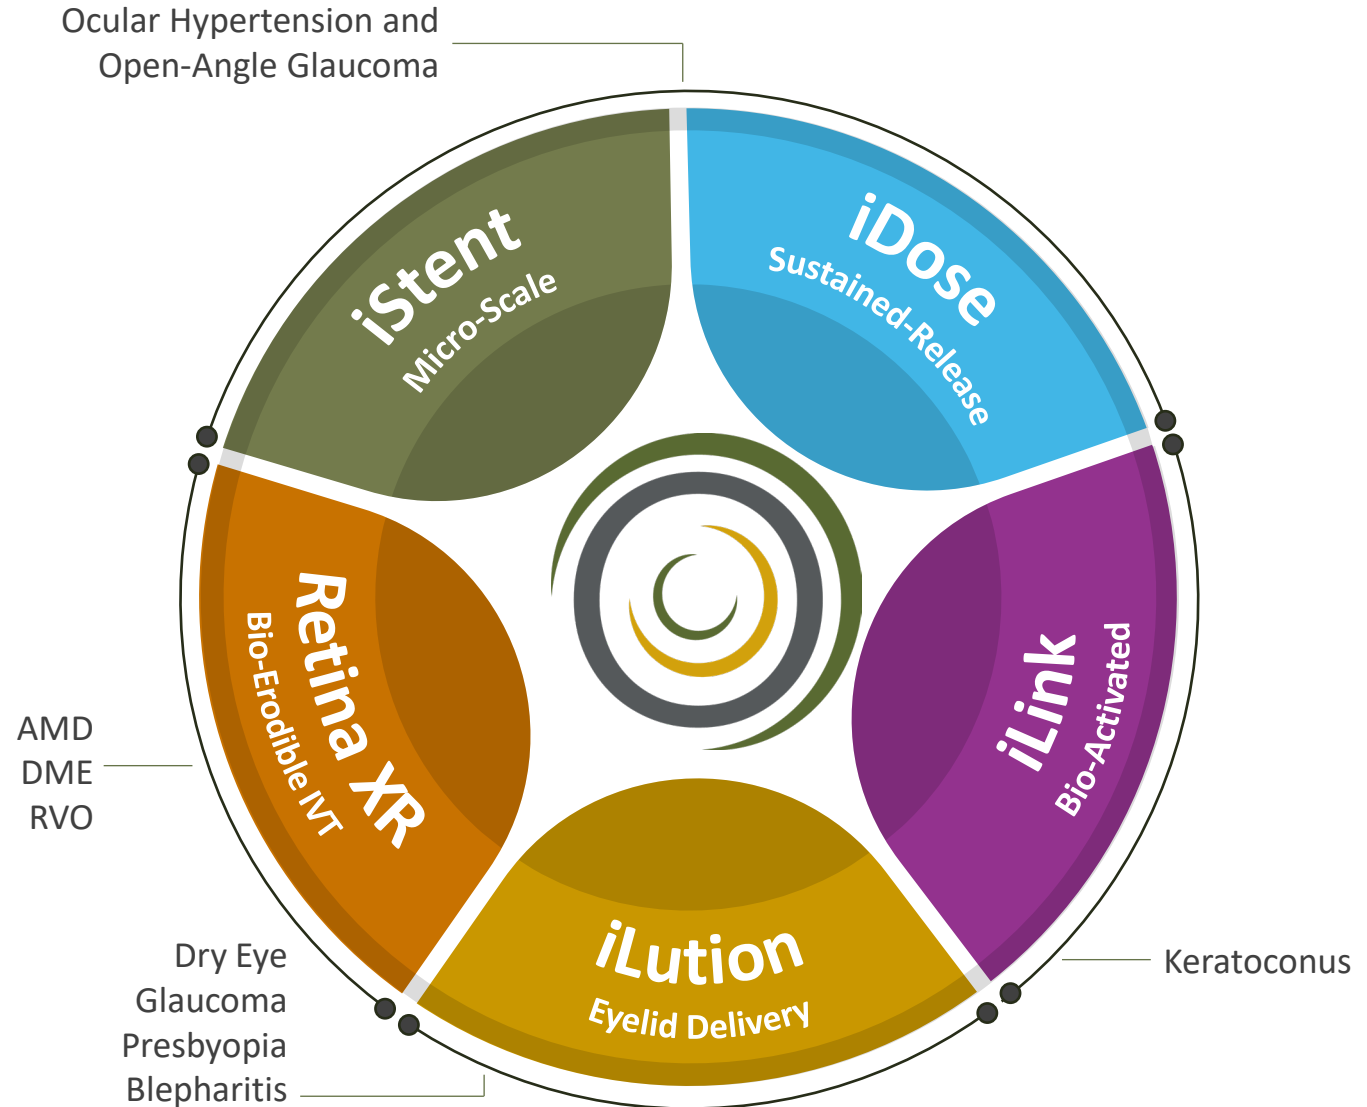 Ocular Hypertension and
Open-Angle Glaucoma
iStent
Micro-Scale
iDose
Sustained-Release
Retina XR
Bio-Erodible IVT
iLink
Bio-Activated
AMD
DME
RVO
iLution
Eyelid Delivery
Dry Eye
Glaucoma
Presbyopia
Blepharitis
Keratoconus